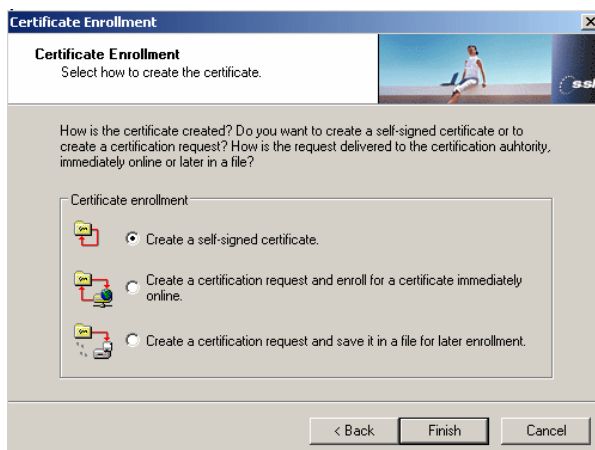 Certificate Enrollment
Certificate Enrollment
Select how to create the certificate.
ssh
How is the certificate created? Do you want to create a self-signed certificate or to
create a certification request? How is the request delivered to the certification auhtority,
immediately online or later in a file?
Certificate enrollment
Create a self-signed certificate.
Create a certification request and enroll for a certificate immediately
online.
Create a certification request and save it in a file for later enrollment.
< Back
Finish
Cancel